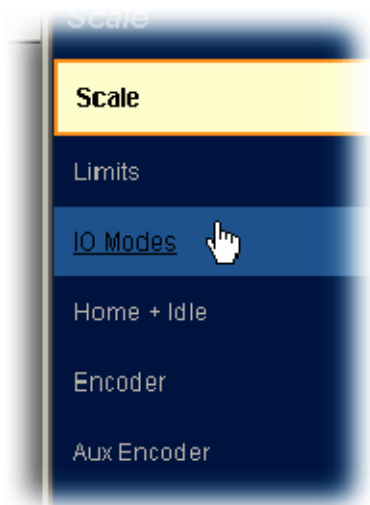 Scale
Scale
Limits
IO Modes
Home + Idle
Encoder
Aux Encoder